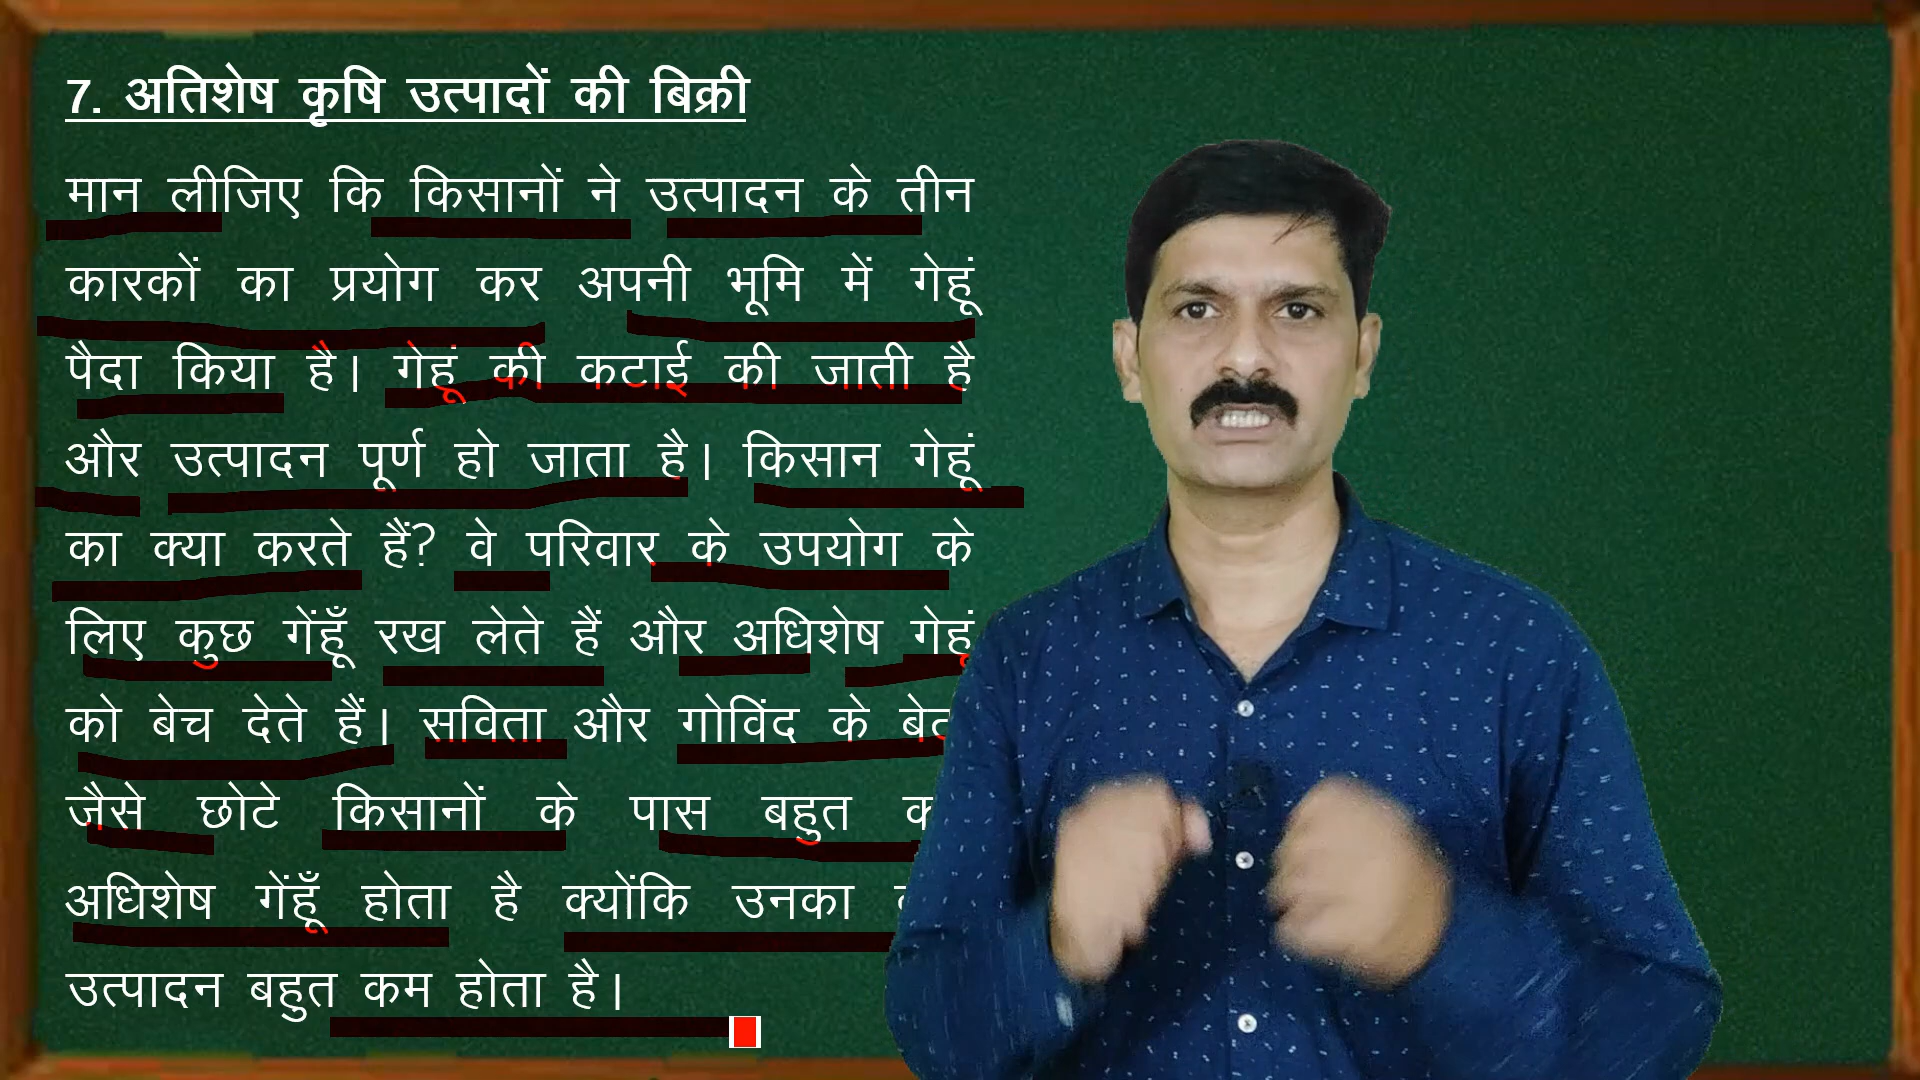 7. अतिशेष कृषि उत्पादों की बिक्री
मान लीजिए कि किसानों ने उत्पादन के तीन
कारकों का प्रयोग कर अपनी भूमि में गेहूं
पैदा किया है। गेहूं की कटाई की जाती है
और उत्पादन पूर्ण हो जाता है। किसान गेहूं
का क्या करते हैं? वे परिवार के उपयोग के
लिए कुछ गेंहूँ रख लेते हैं और अधिशेष गेहूं
को बेच देते हैं। सविता और गोविंद के
जैसे छोटे किसानों के पास बहुत
अधिशेष गेंहूँ होता है क्योंकि उनका
उत्पादन बहुत कम होता है।